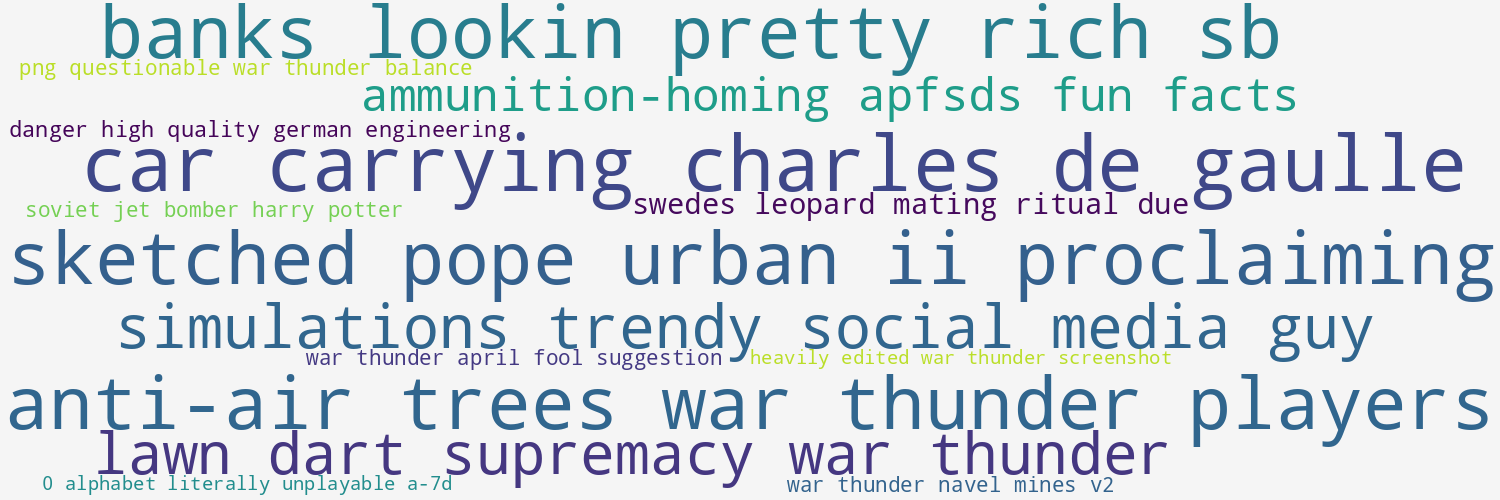 banks lookin pretty rich sb
png questionable war thunder balance
ammunition-homing apfsds fun facts
danger high quality german engineering
car carrying charles de gaulle
soviet jet bomber harry potter
swedes leopard mating ritual due
sketched pope urban ii proclaiming
simulations trendy social media guy
war thunder april fool suggestion
heavily edited war thunder screenshot
anti-air trees war thunder players
lawn dart supremacy war thunder
0 alphabet literally unplayable a-7d
war thunder navel mines v2